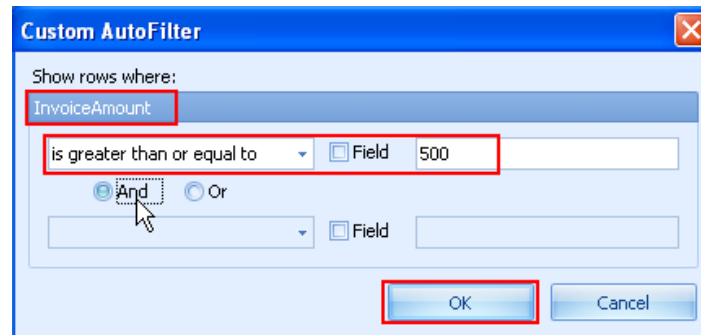 Custom AutoFilter
Show rows where:
InvoiceAmount
is greater than or equal to Field 500
And Or
Field
OK Cancel